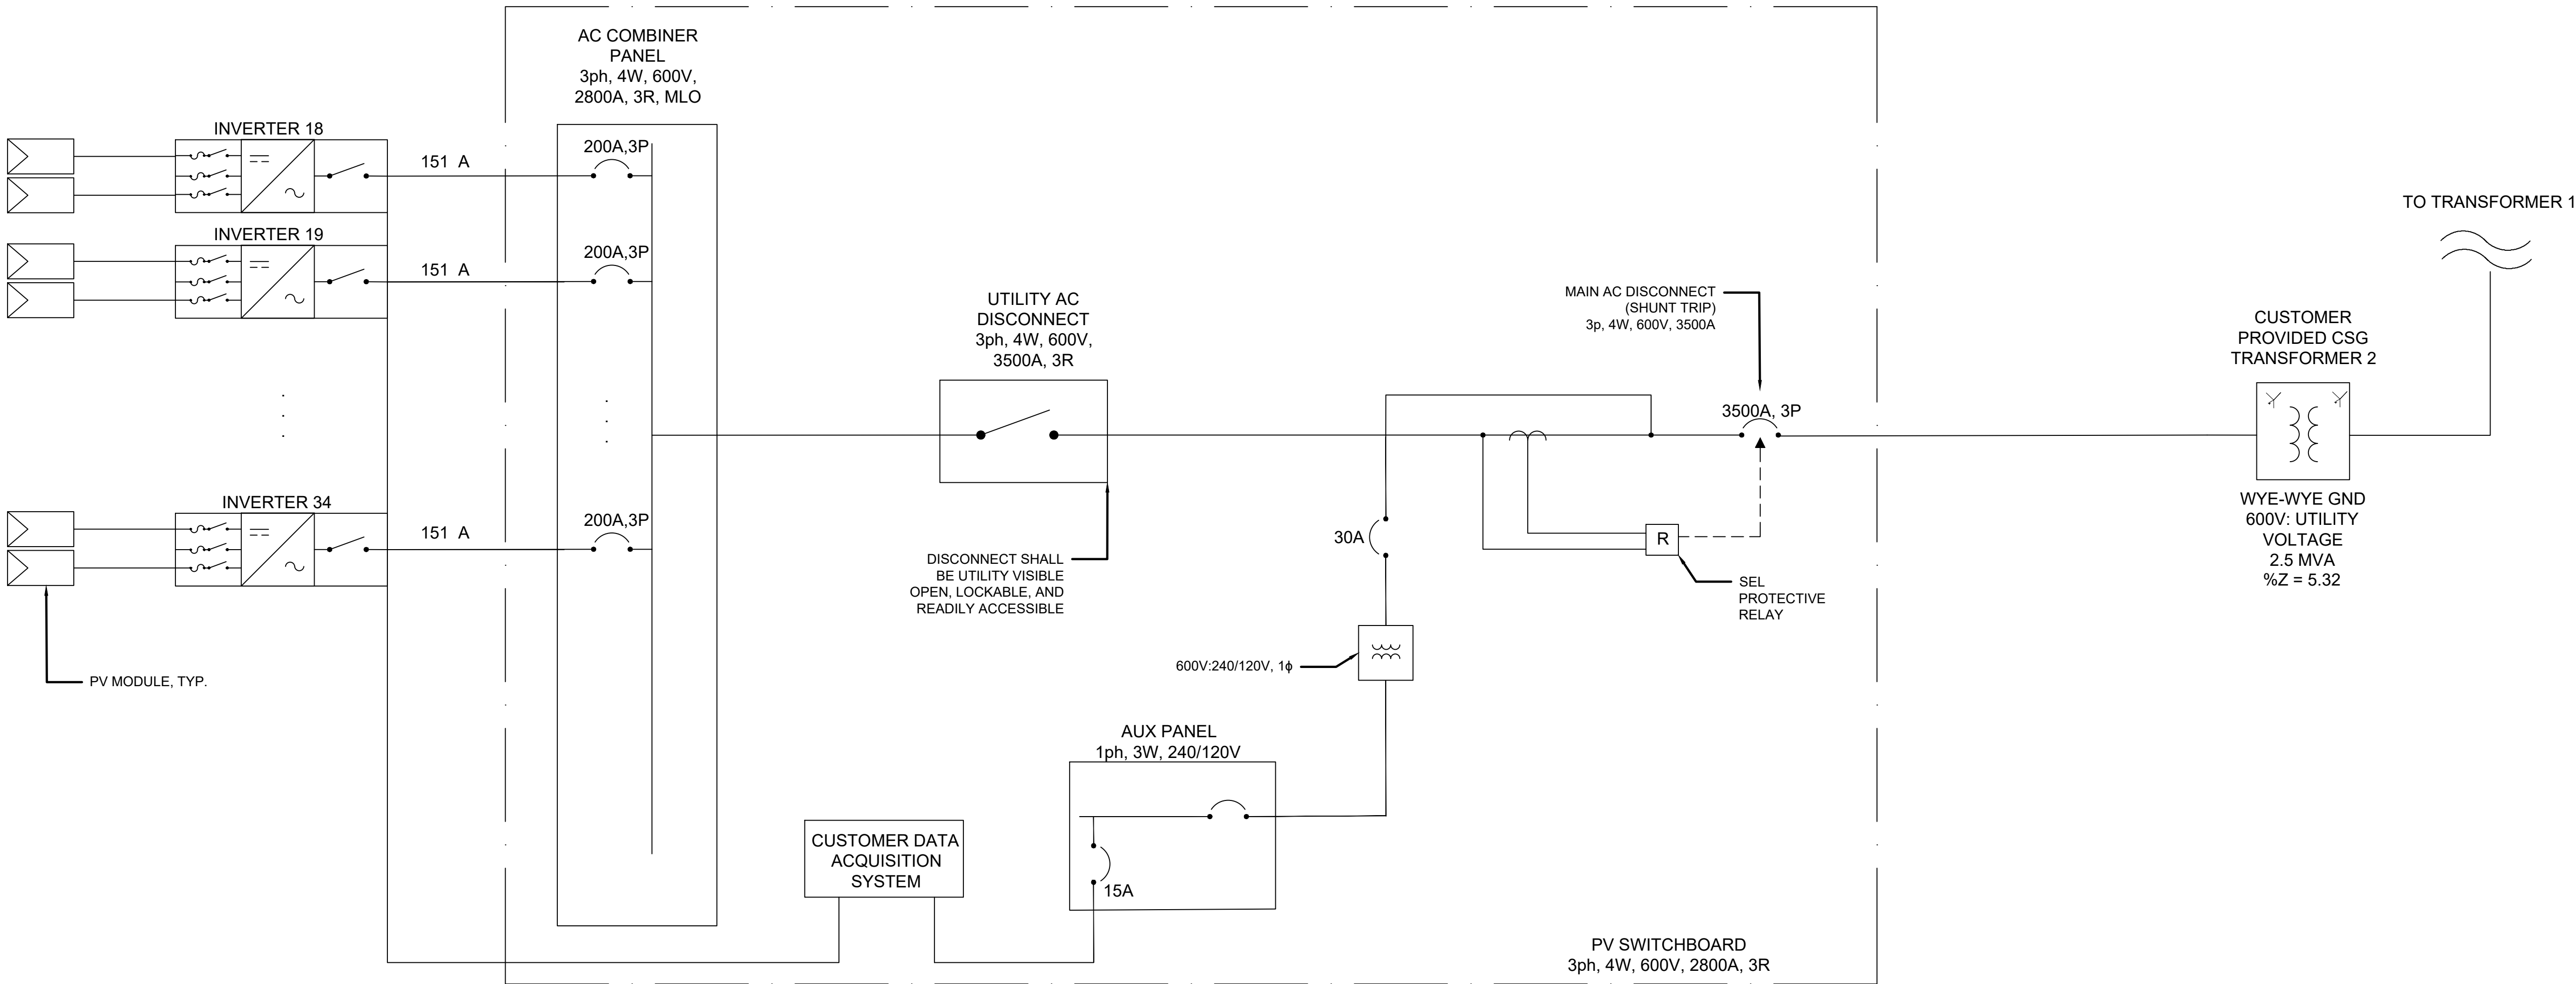 AC COMBINER
PANEL
3ph, 4W, 600V,
2800A, 3R, MLO
INVERTER 18
151 A
200A,3P
INVERTER 19
151 A
200A,3P
INVERTER 34
151 A
200A,3P
PV MODULE, TYP.
UTILITY AC
DISCONNECT
3ph, 4W, 600V,
3500A, 3R
DISCONNECT SHALL
BE UTILITY VISIBLE
OPEN, LOCKABLE, AND
READILY ACCESSIBLE
MAIN AC DISCONNECT
(SHUNT TRIP)
3p, 4W, 600V, 3500A
3500A, 3P
30A
R
SEL
PROTECTIVE
RELAY
600V:240/120V, 1ϕ
AUX PANEL
1ph, 3W, 240/120V
15A
CUSTOMER DATA
ACQUISITION
SYSTEM
PV SWITCHBOARD
3ph, 4W, 600V, 2800A, 3R
TO TRANSFORMER 1
CUSTOMER
PROVIDED CSG
TRANSFORMER 2
WYE-WYE GND
600V: UTILITY
VOLTAGE
2.5 MVA
%Z = 5.32